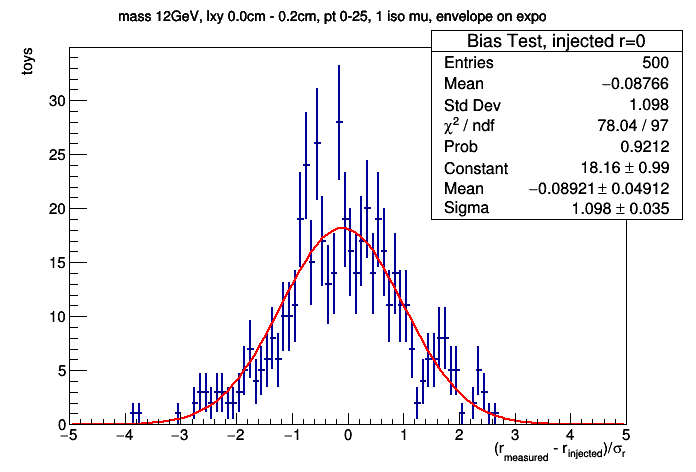 mass 12GeV, lxy 0.0cm - 0.2cm, pt 0-25, 1 iso mu, envelope on expo
Bias Test, injected r=0
Entries 500
Mean −0.08766
Std Dev 1.098
χ² / ndf 78.04 / 97
Prob 0.9212
Constant 18.16 ± 0.99
Mean −0.08921 ± 0.04912
Sigma 1.098 ± 0.035
toys
30
25
20
15
10
5
0
−5 −4 −3 −2 −1 0 1 2 3 4 5
(r_measured - r_injected)/σ_r